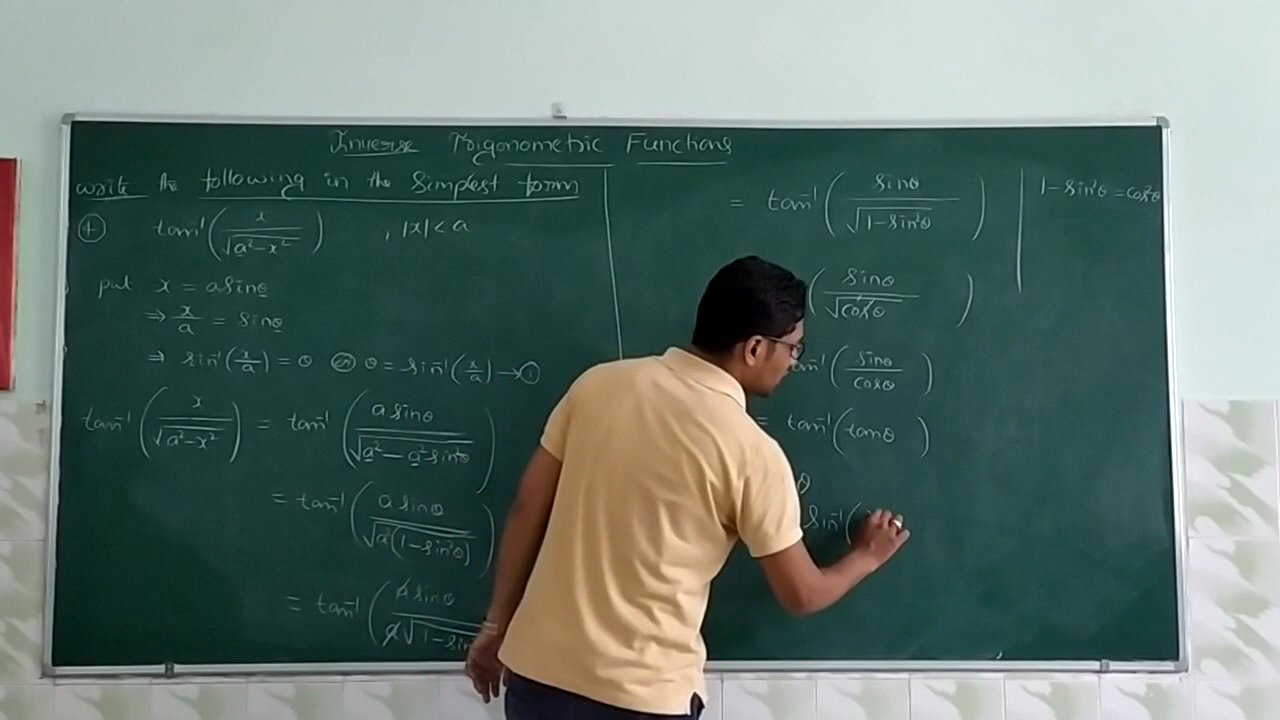 Inverse Trigonometric Functions
Write the following in the Simplest form
④ tan⁻¹(x/√(a²-x²)) , |x| < a
put x = a sinθ
⇒ x/a = sinθ
⇒ sin⁻¹(x/a) = θ or θ = sin⁻¹(x/a) → ①
tan⁻¹(x/√(a²-x²)) = tan⁻¹(a sinθ/√(a²-a²sin²θ))
= tan⁻¹(a sinθ/√(a²(1-sin²θ)))
= tan⁻¹(a sinθ/a√(1-sin
= tan⁻¹(sinθ/√(1-sin²θ))
(sinθ/√cos²θ)
tan⁻¹(sinθ/cosθ)
= tan⁻¹(tanθ)
θ
sin⁻¹(
1-sin²θ = cos²θ